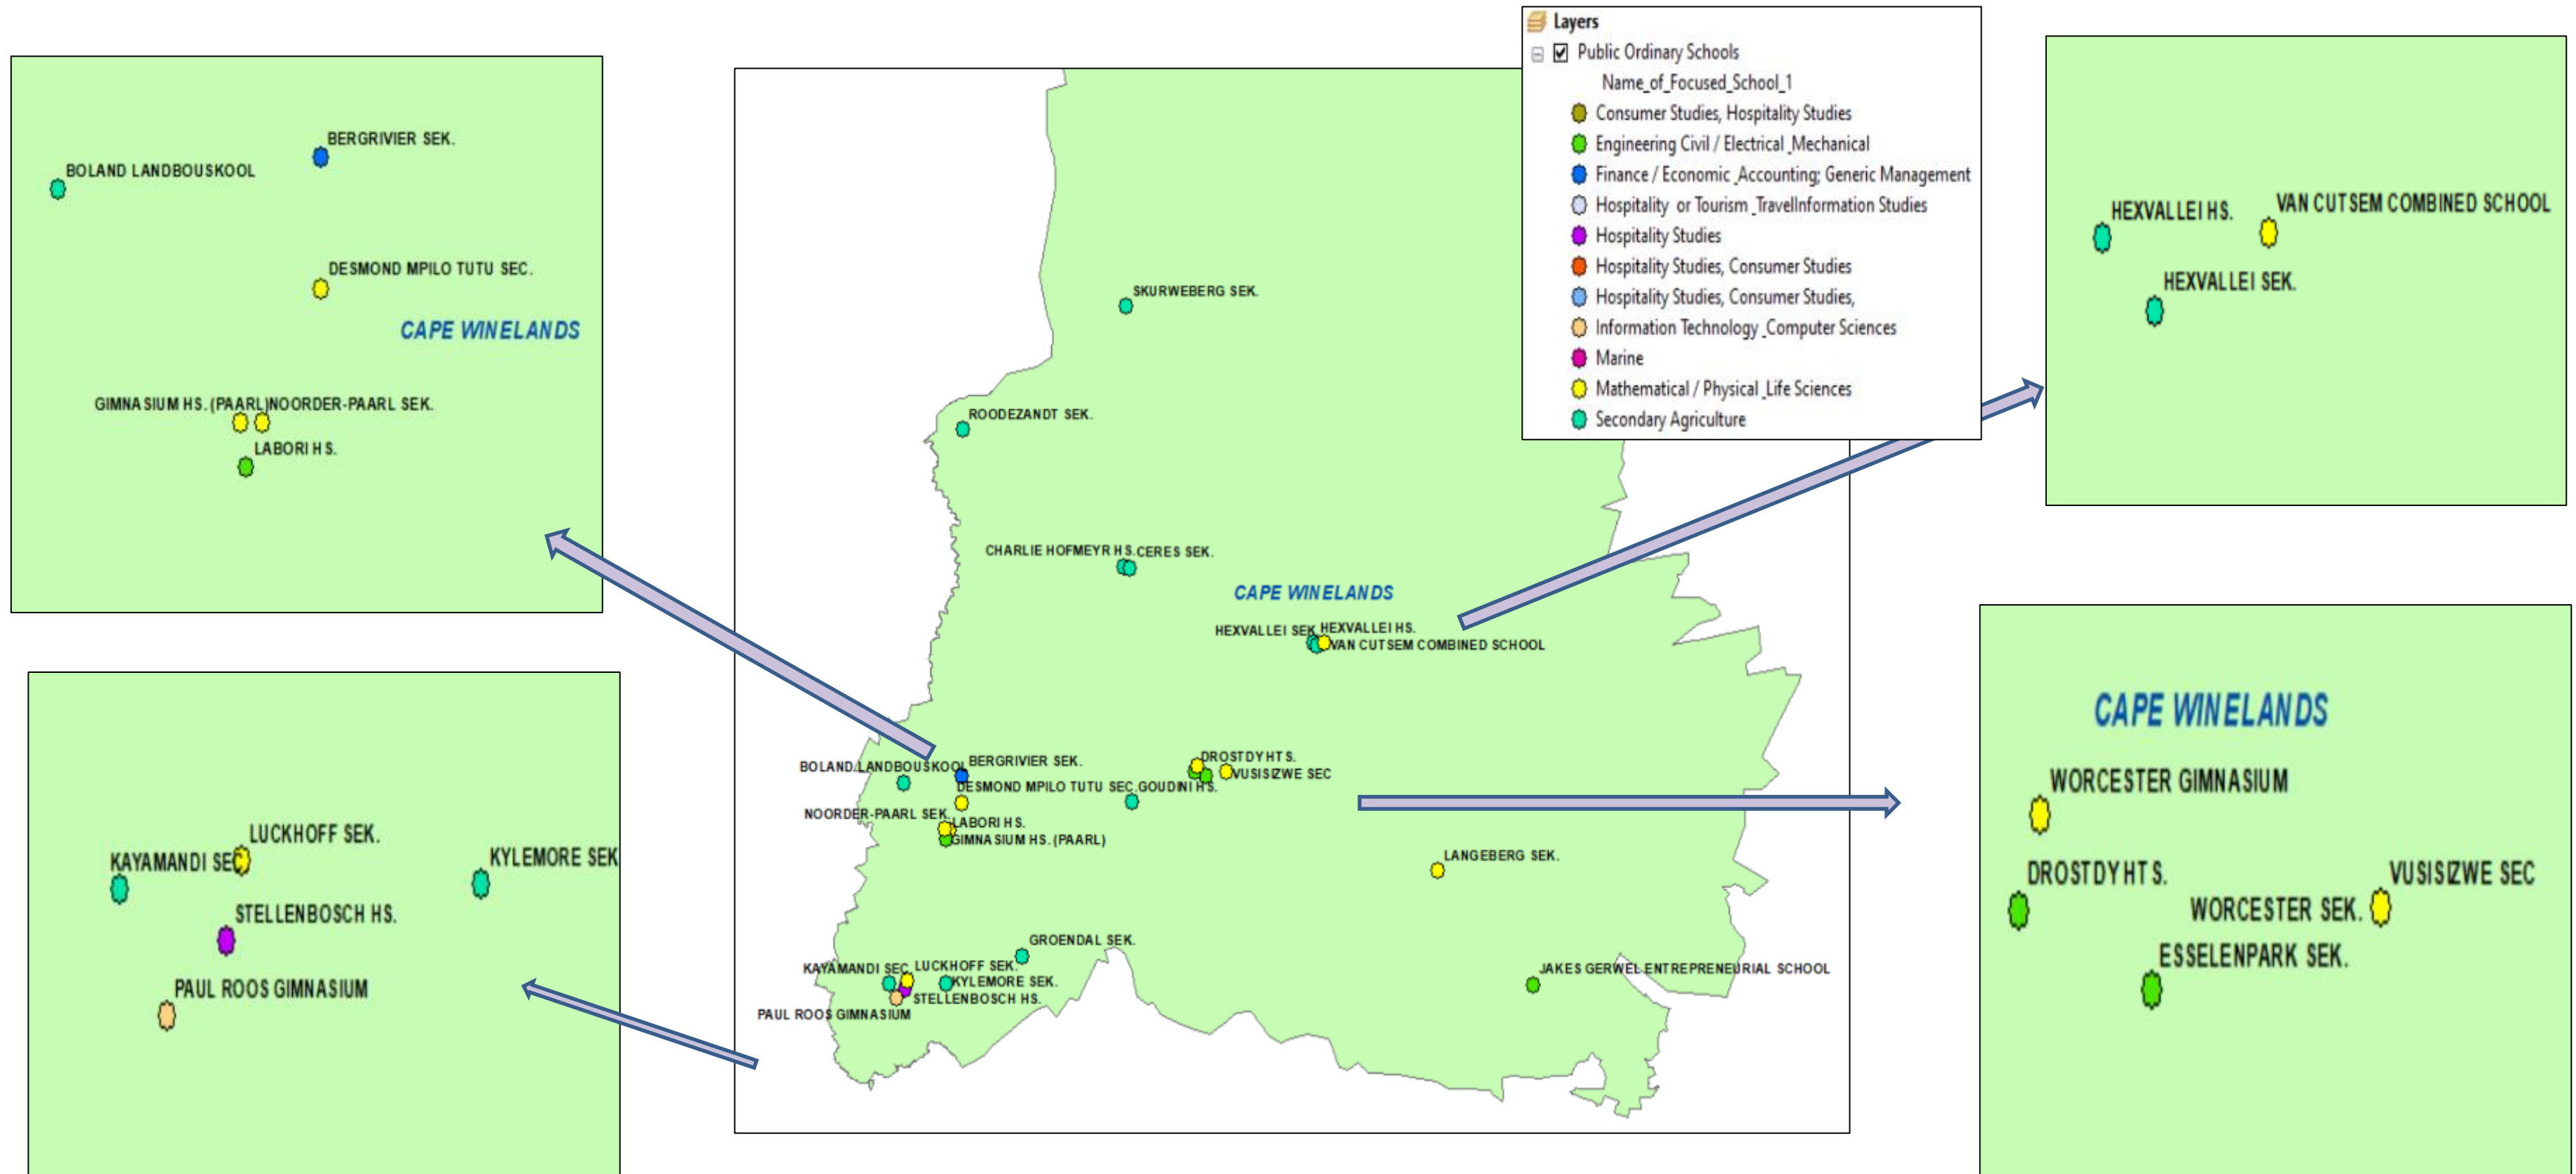 BERGRIVIER SEK.
BOLAND LANDBOUSKOOL
DESMOND MPILO TUTU SEC.
CAPE WINELANDS
GIMNASIUM HS. (PAARL)
NOORDER-PAARL SEK.
LABORI HS.
LUCKHOFF SEK.
KAYAMANDI SEC
KYLEMORE SEK
STELLENBOSCH HS.
PAUL ROOS GIMNASIUM
SKURWEBERG SEK.
ROODEZANDT SEK.
CHARLIE HOFMEYR HS.
CERES SEK.
CAPE WINELANDS
HEXVALLEI SEK
HEXVALLEI HS.
VAN CUTSEM COMBINED SCHOOL
DROSTDY HTS.
BOLAND LANDBOUSKOOL
BERGRIVIER SEK.
VUSISIZWE SEC
DESMOND MPILO TUTU SEC.
GOUDINI HS.
NOORDER-PAARL SEK.
LABORI HS.
GIMNASIUM HS. (PAARL)
LANGEBERG SEK.
GROENDAL SEK.
KAYAMANDI SEC
LUCKHOFF SEK.
KYLEMORE SEK.
STELLENBOSCH HS.
PAUL ROOS GIMNASIUM
JAKES GERWEL ENTREPRENEURIAL SCHOOL
Layers
Public Ordinary Schools
Name_of_Focused_School_1
Consumer Studies, Hospitality Studies
Engineering Civil / Electrical_Mechanical
Finance / Economic_Accounting; Generic Management
Hospitality or Tourism_TravelInformation Studies
Hospitality Studies
Hospitality Studies, Consumer Studies
Hospitality Studies, Consumer Studies,
Information Technology_Computer Sciences
Marine
Mathematical / Physical_Life Sciences
Secondary Agriculture
HEXVALLEI HS.
VAN CUTSEM COMBINED SCHOOL
HEXVALLEI SEK.
CAPE WINELANDS
WORCESTER GIMNASIUM
DROSTDY HTS.
VUSISIZWE SEC
WORCESTER SEK.
ESSELENPARK SEK.